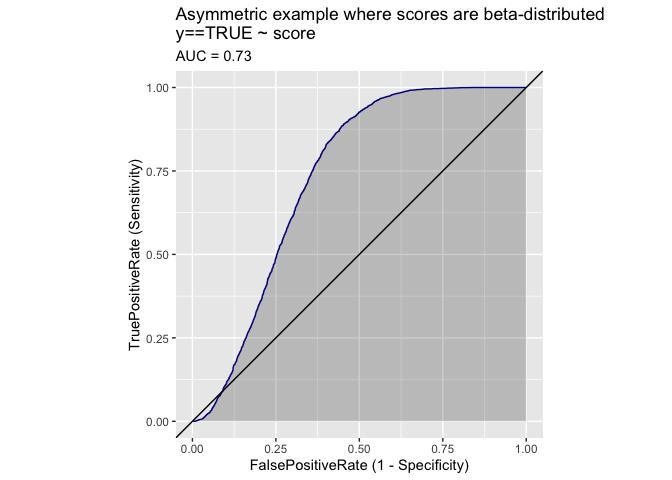 Asymmetric example where scores are beta-distributed
y==TRUE ~ score
AUC = 0.73
1.00
0.75
0.50
0.25
0.00
TruePositiveRate (Sensitivity)
0.00 0.25 0.50 0.75 1.00
FalsePositiveRate (1 - Specificity)